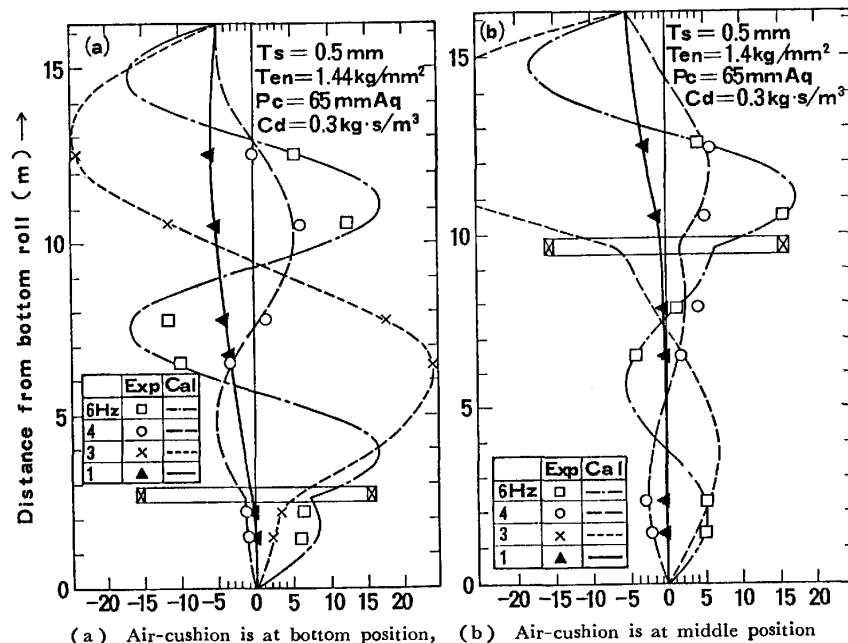 (a)
Ts = 0.5 mm
Ten = 1.44 kg/mm²
Pc = 65 mmAq
Cd = 0.3 kg·s/m³
Distance from bottom roll (m) →
15
10
5
0
Exp Cal
6Hz □
4 ○
3 ×
1 ▲
-20 -15 -10 -5 0 5 10 15 20
(a) Air-cushion is at bottom position,
(b)
Ts = 0.5 mm
Ten = 1.4 kg/mm²
Pc = 65 mmAq
Cd = 0.3 kg·s/m³
15
10
5
0
Exp Cal
6Hz □
4 ○
3 ×
1 ▲
-20 -15 -10 -5 0 5 10 15 20
(b) Air-cushion is at middle position